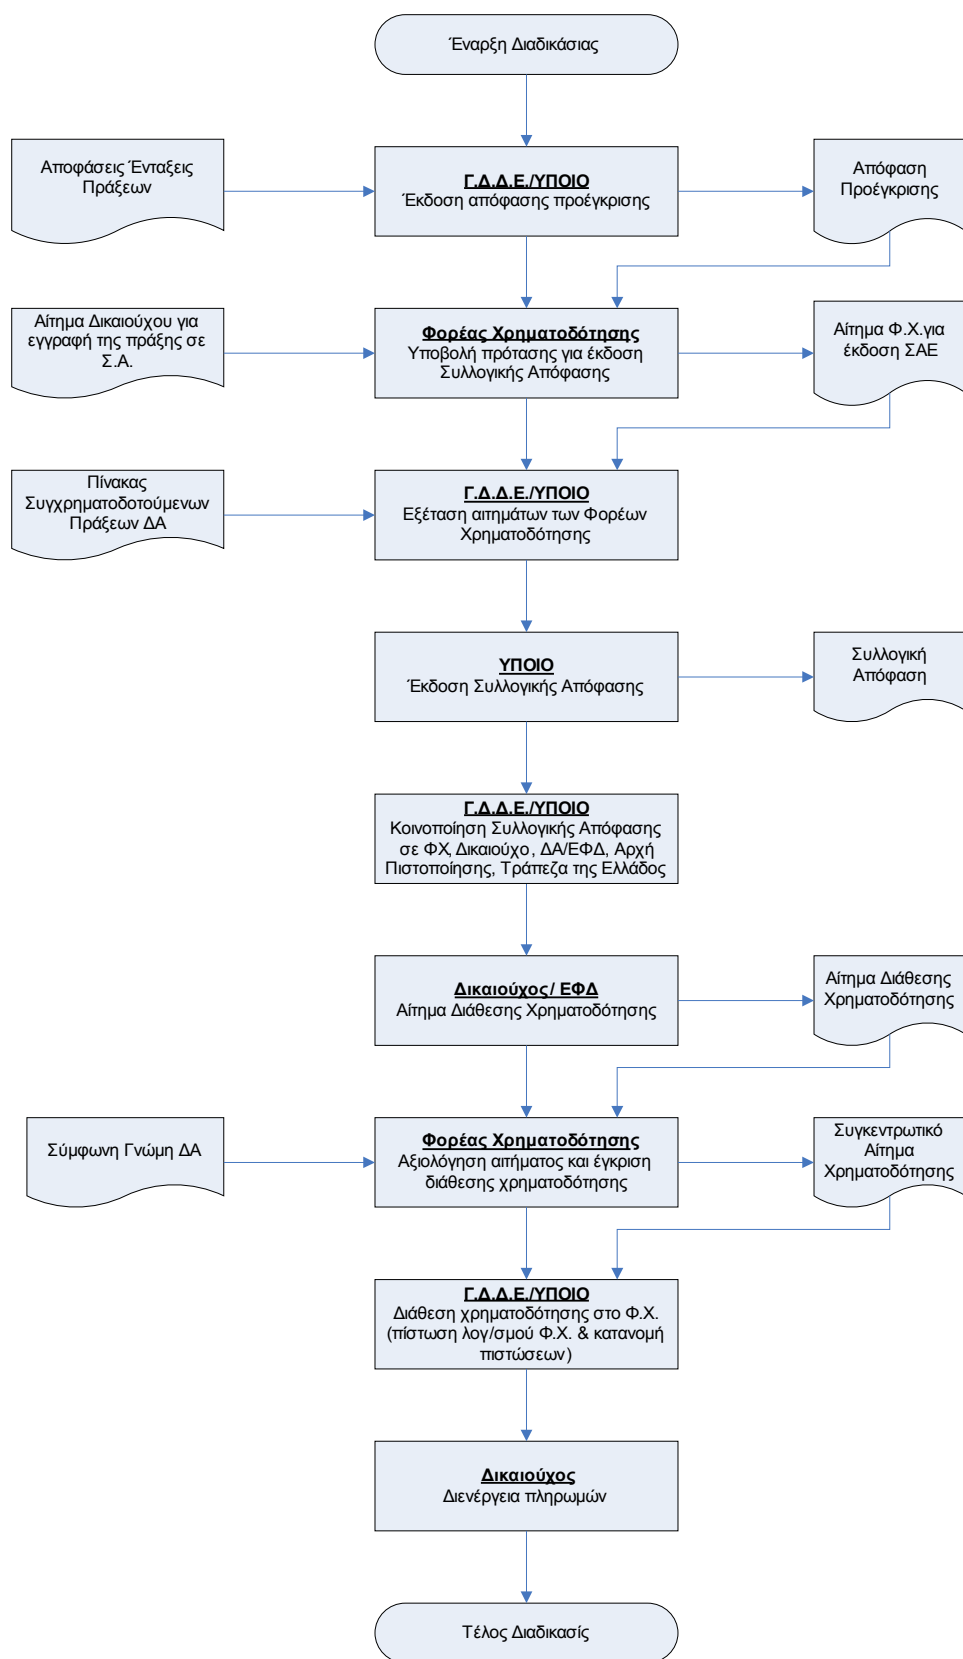 Έναρξη Διαδικάσιας
Αποφάσεις Ένταξεις
Πράξεων
Γ.Δ.Δ.Ε./ΥΠΟΙΟ
Έκδοση απόφασης προέγκρισης
Απόφαση
Προέγκρισης
Αίτημα Δικαιούχου για
εγγραφή της πράξης σε
Σ.Α.
Φορέας Χρηματοδότησης
Υποβολή πρότασης για έκδοση
Συλλογικής Απόφασης
Αίτημα Φ.Χ.για
έκδοση ΣΑΕ
Πίνακας
Συγχρηματοδοτούμενων
Πράξεων ΔΑ
Γ.Δ.Δ.Ε./ΥΠΟΙΟ
Εξέταση αιτημάτων των Φορέων
Χρηματοδότησης
ΥΠΟΙΟ
Έκδοση Συλλογικής Απόφασης
Συλλογική
Απόφαση
Γ.Δ.Δ.Ε./ΥΠΟΙΟ
Κοινοποίηση Συλλογικής Απόφασης
σε ΦΧ, Δικαιούχο, ΔΑ/ΕΦΔ, Αρχή
Πιστοποίησης, Τράπεζα της Ελλάδος
Δικαιούχος/ ΕΦΔ
Αίτημα Διάθεσης Χρηματοδότησης
Αίτημα Διάθεσης
Χρηματοδότησης
Σύμφωνη Γνώμη ΔΑ
Φορέας Χρηματοδότησης
Αξιολόγηση αιτήματος και έγκριση
διάθεσης χρηματοδότησης
Συγκεντρωτικό
Αίτημα
Χρηματοδότησης
Γ.Δ.Δ.Ε./ΥΠΟΙΟ
Διάθεση χρηματοδότησης στο Φ.Χ.
(πίστωση λογ/σμού Φ.Χ. & κατανομή
πιστώσεων)
Δικαιούχος
Διενέργεια πληρωμών
Τέλος Διαδικασίς